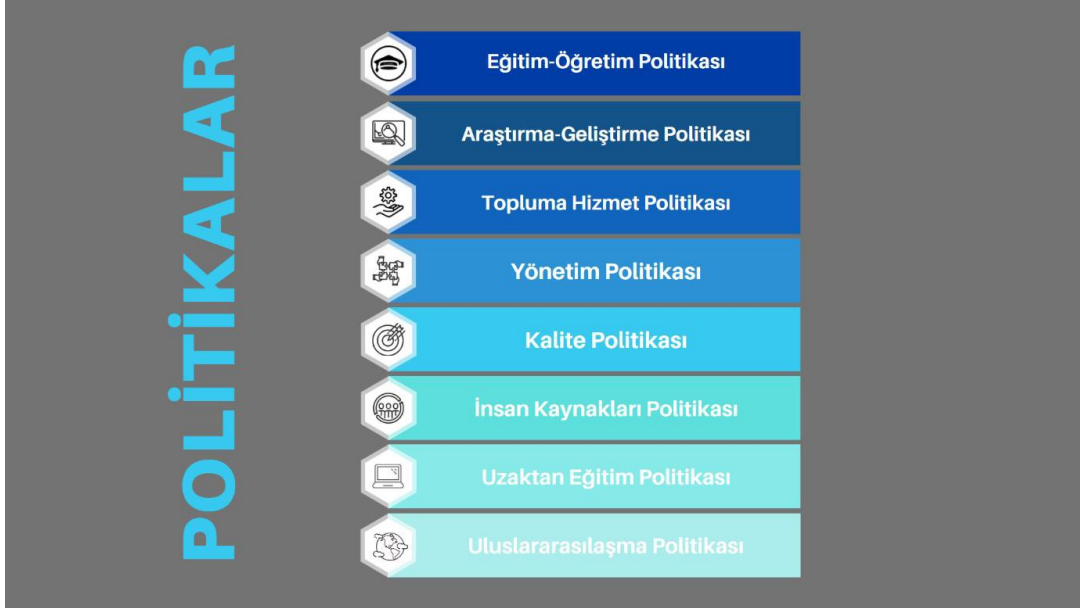 POLİTİKALAR
Eğitim-Öğretim Politikası
Araştırma-Geliştirme Politikası
Topluma Hizmet Politikası
Yönetim Politikası
Kalite Politikası
İnsan Kaynakları Politikası
Uzaktan Eğitim Politikası
Uluslararasılaşma Politikası